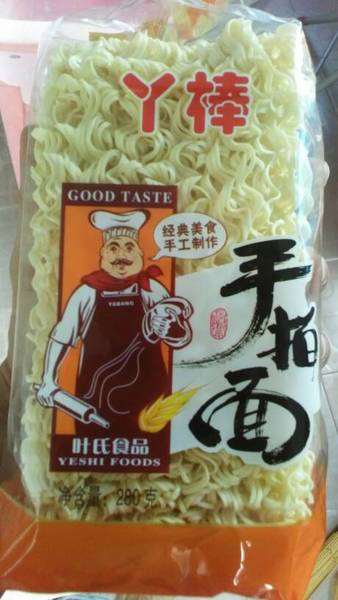 丫棒
GOOD TASTE
经典美食
手工制作
YABANG
手拍面
叶氏食品
YESHI FOODS
净含量: 280克